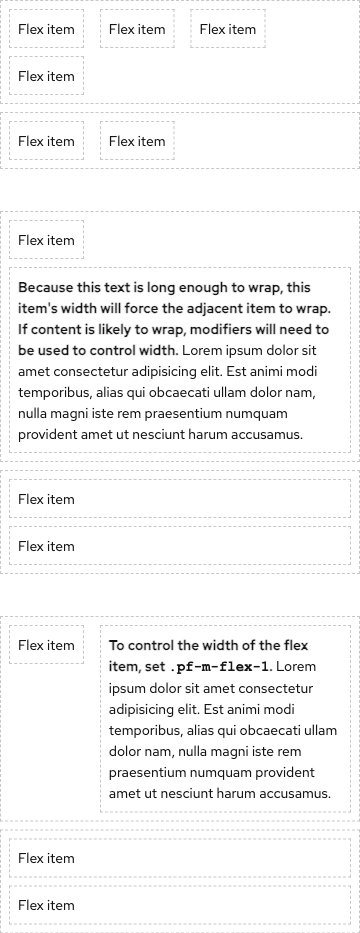 Flex item Flex item Flex item
Flex item
Flex item Flex item
Flex item
Because this text is long enough to wrap, this
item's width will force the adjacent item to wrap.
If content is likely to wrap, modifiers will need to
be used to control width. Lorem ipsum dolor sit
amet consectetur adipisicing elit. Est animi modi
temporibus, alias qui obcaecati ullam dolor nam,
nulla magni iste rem praesentium numquam
provident amet ut nesciunt harum accusamus.
Flex item
Flex item
Flex item
To control the width of the flex
item, set .pf-m-flex-1. Lorem
ipsum dolor sit amet consectetur
adipisicing elit. Est animi modi
temporibus, alias qui obcaecati ullam
dolor nam, nulla magni iste rem
praesentium numquam provident
amet ut nesciunt harum accusamus.
Flex item
Flex item